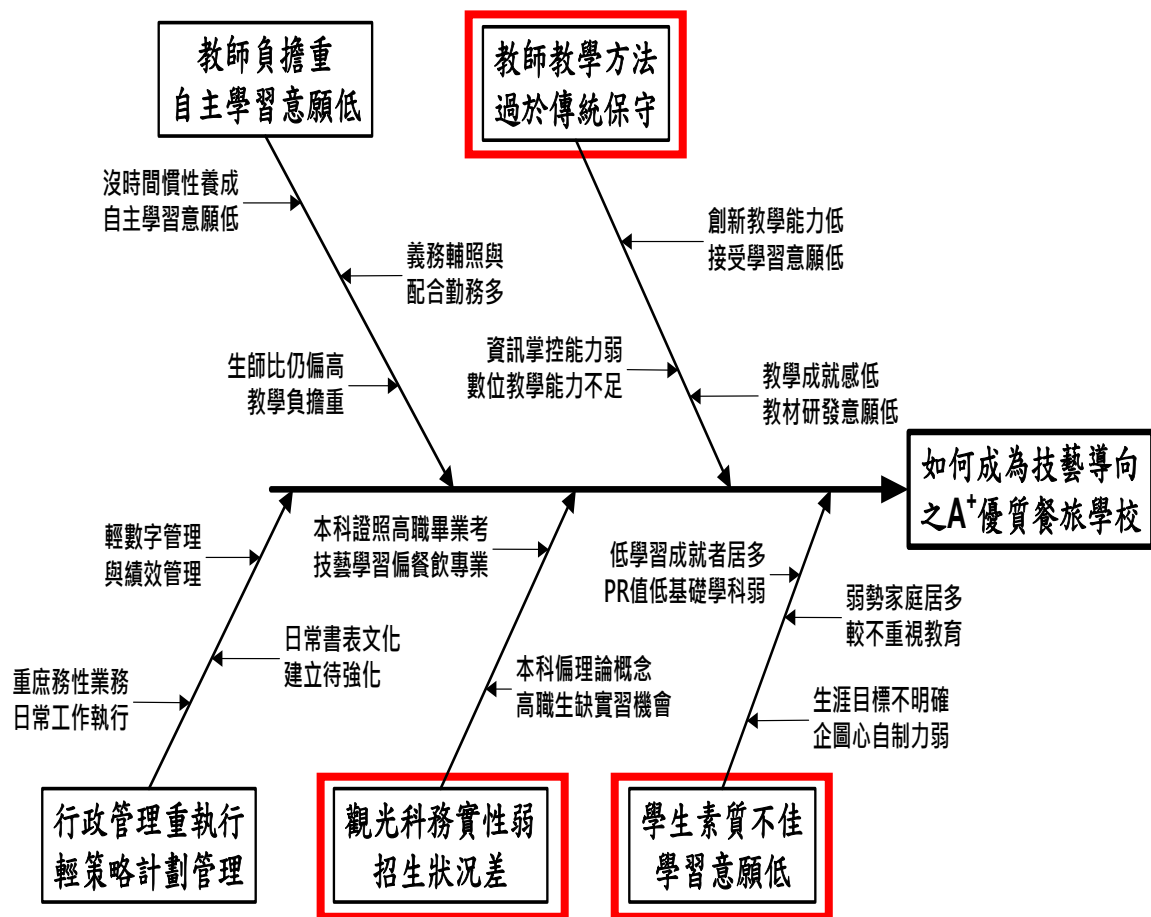 教師負擔重
自主學習意願低
教師教學方法
過於傳統保守
沒時間慣性養成
自主學習意願低
義務輔照與
配合勤務多
生師比仍偏高
教學負擔重
創新教學能力低
接受學習意願低
資訊掌控能力弱
數位教學能力不足
教學成就感低
教材研發意願低
如何成為技藝導向
之A⁺優質餐旅學校
輕數字管理
與績效管理
日常書表文化
建立待強化
重庶務性業務
日常工作執行
本科證照高職畢業考
技藝學習偏餐飲專業
本科偏理論概念
高職生缺實習機會
低學習成就者居多
PR值低基礎學科弱
弱勢家庭居多
較不重視教育
生涯目標不明確
企圖心自制力弱
行政管理重執行
輕策略計劃管理
觀光科務實性弱
招生狀況差
學生素質不佳
學習意願低